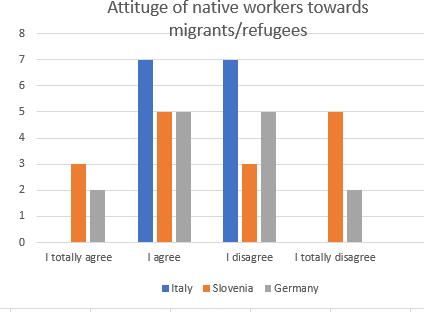 Attituge of native workers towards
migrants/refugees
8
7
6
5
4
3
2
1
0
I totally agree I agree I disagree I totally disagree
Italy Slovenia Germany